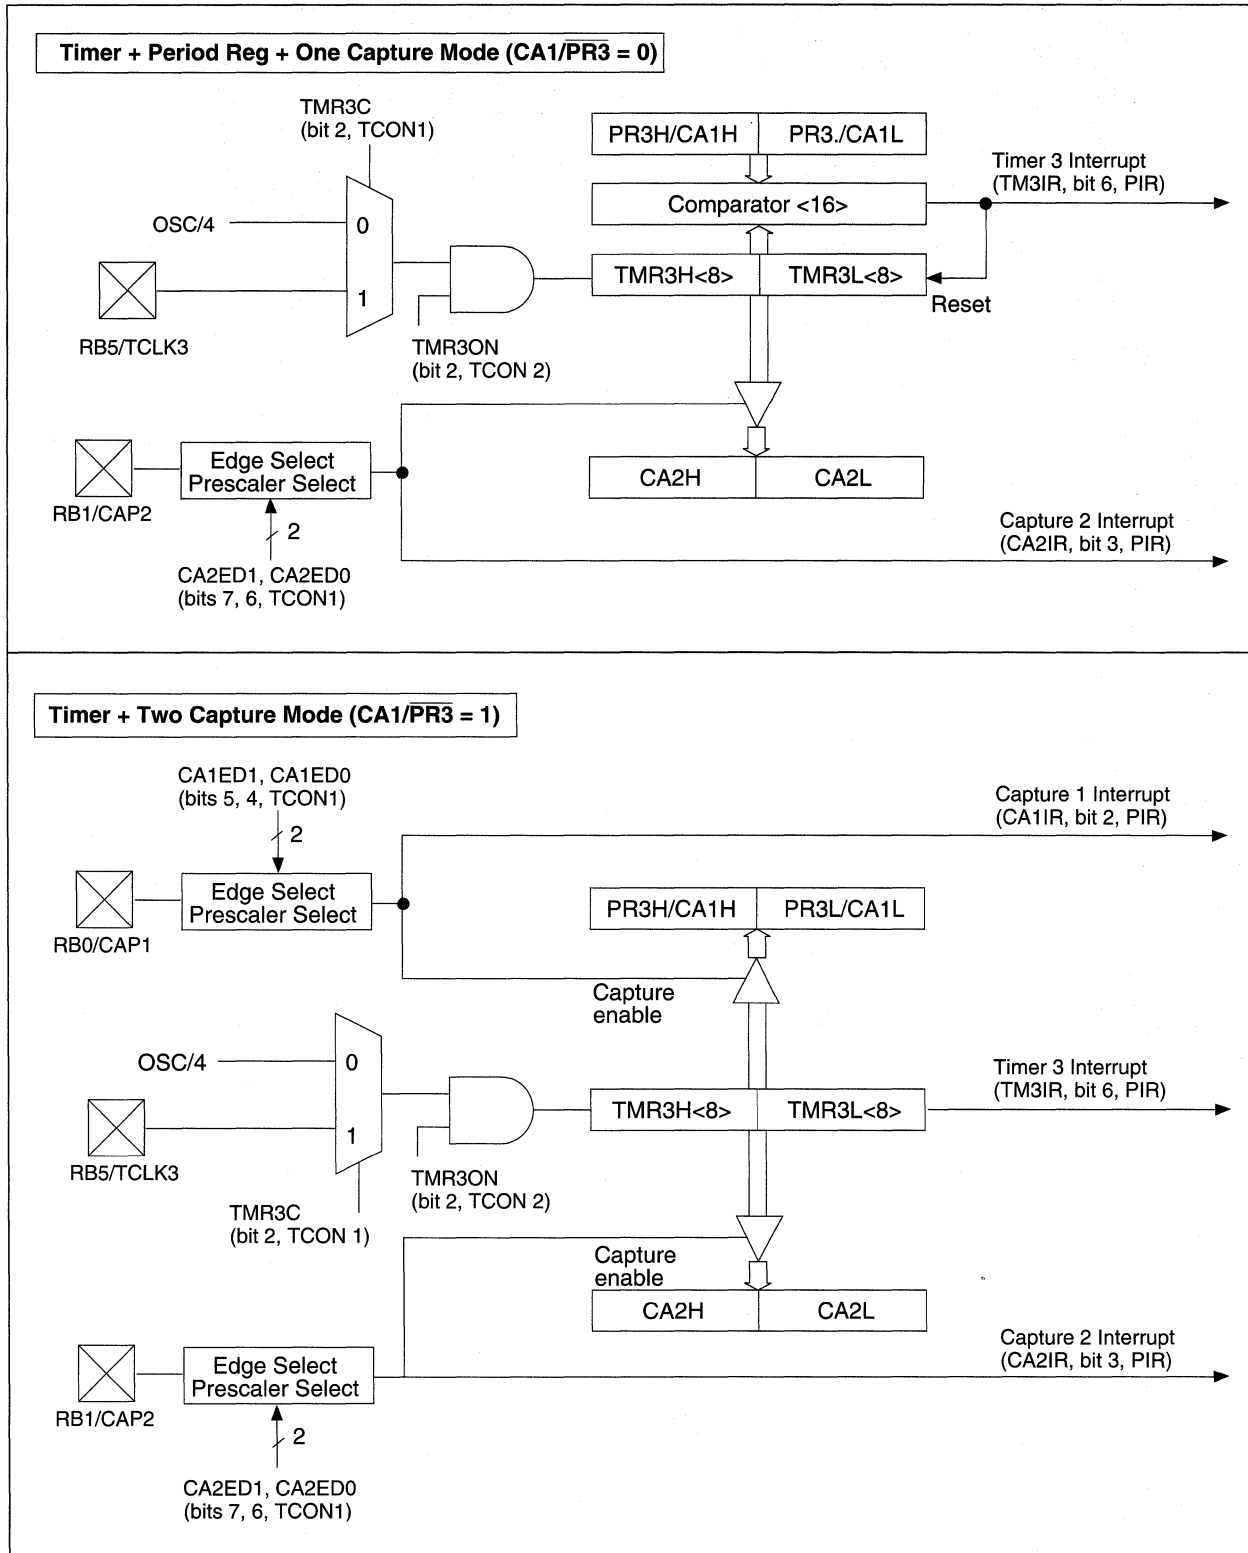 Timer + Period Reg + One Capture Mode (CA1/PR3 = 0)
TMR3C
(bit 2, TCON1)
PR3H/CA1H PR3./CA1L
Timer 3 Interrupt
(TM3IR, bit 6, PIR)
Comparator <16>
OSC/4
0
TMR3H<8> TMR3L<8>
1
Reset
RB5/TCLK3
TMR3ON
(bit 2, TCON 2)
Edge Select
Prescaler Select
CA2H CA2L
RB1/CAP2
2
Capture 2 Interrupt
(CA2IR, bit 3, PIR)
CA2ED1, CA2ED0
(bits 7, 6, TCON1)
Timer + Two Capture Mode (CA1/PR3 = 1)
CA1ED1, CA1ED0
(bits 5, 4, TCON1)
Capture 1 Interrupt
(CA1IR, bit 2, PIR)
2
Edge Select
Prescaler Select
PR3H/CA1H PR3L/CA1L
RB0/CAP1
Capture
enable
OSC/4
0
Timer 3 Interrupt
(TM3IR, bit 6, PIR)
TMR3H<8> TMR3L<8>
1
RB5/TCLK3
TMR3ON
(bit 2, TCON 2)
TMR3C
(bit 2, TCON 1)
Capture
enable
CA2H CA2L
Capture 2 Interrupt
(CA2IR, bit 3, PIR)
Edge Select
Prescaler Select
RB1/CAP2
2
CA2ED1, CA2ED0
(bits 7, 6, TCON1)